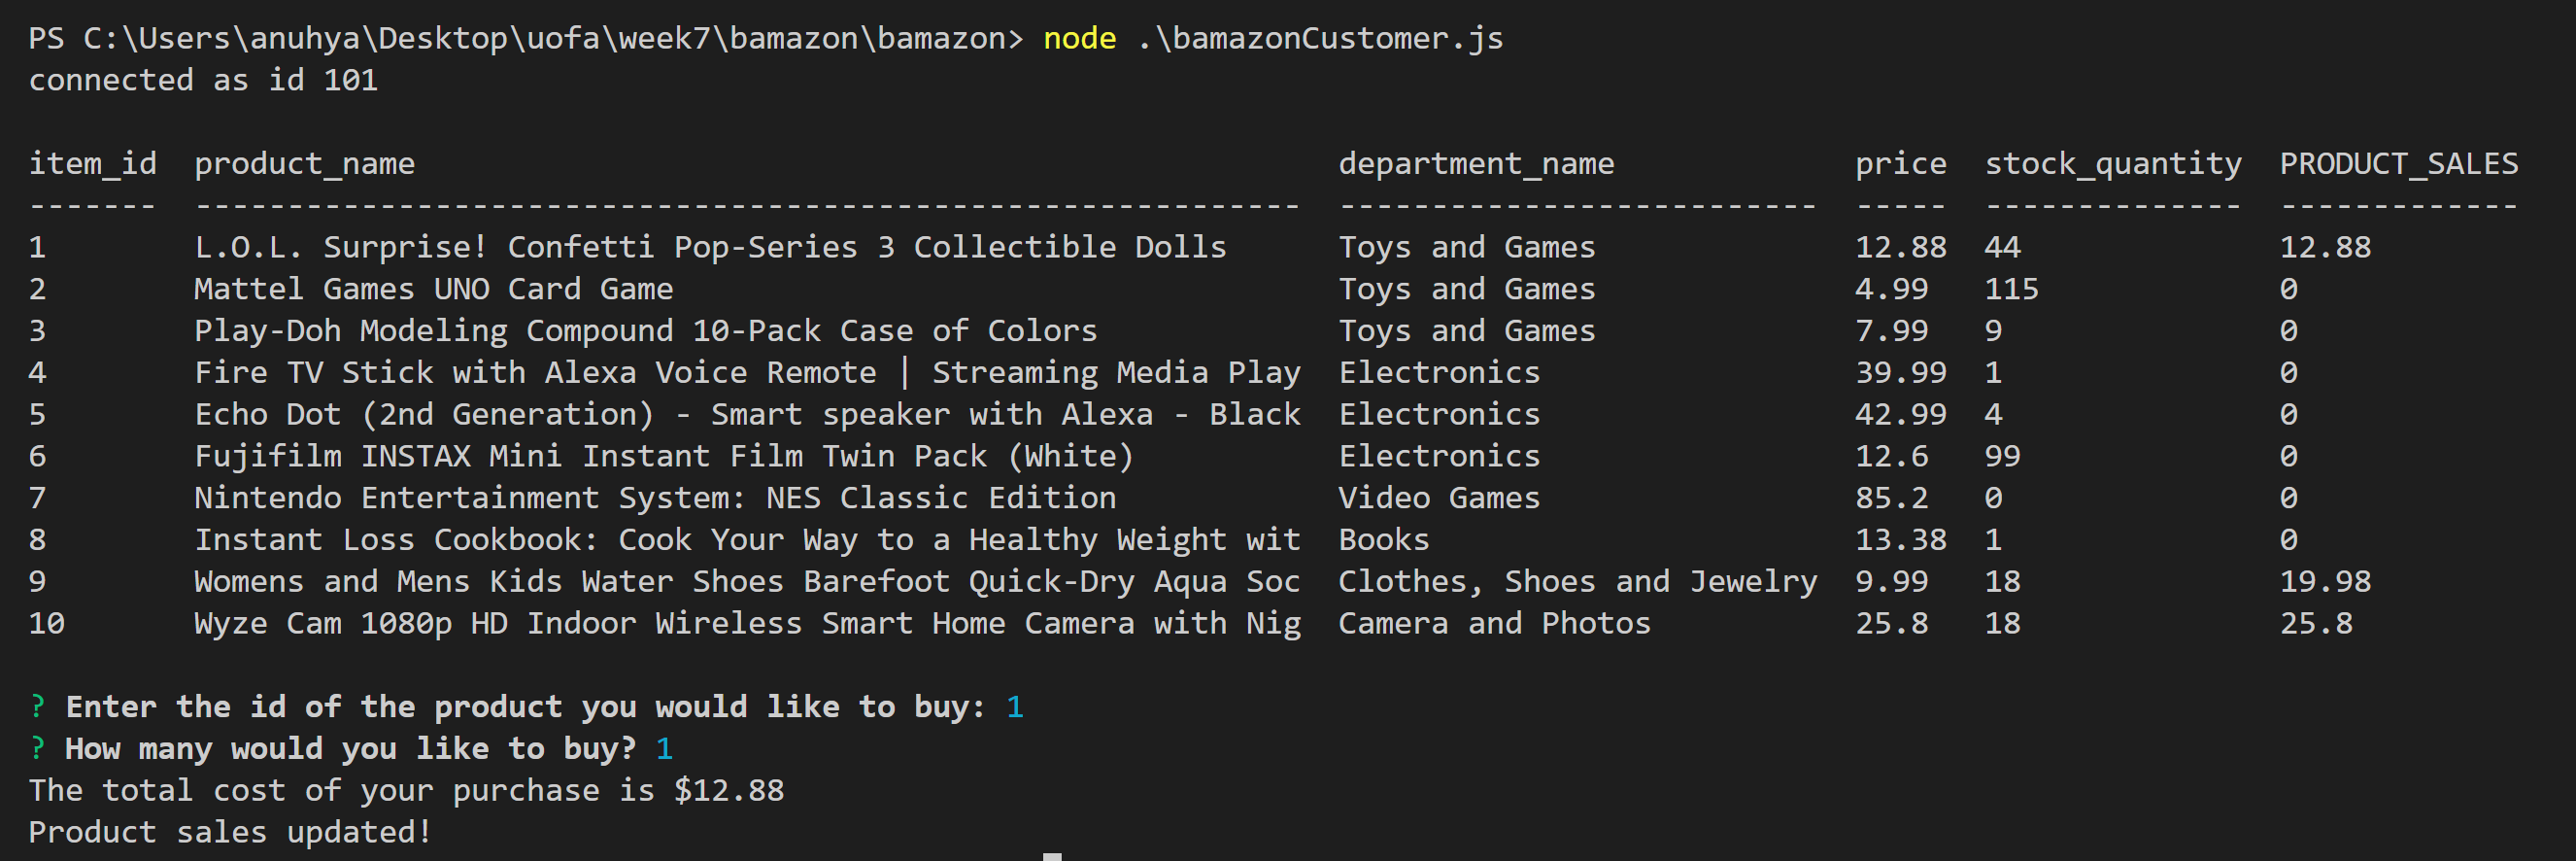 PS C:\Users\anuhya\Desktop\uofa\week7\bamazon\bamazon> node .\bamazonCustomer.js
connected as id 101
item_id  product_name                                                  department_name             price  stock_quantity  PRODUCT_SALES
-------  ------------------------------------------------------------  --------------------------  -----  --------------  -------------
1        L.O.L. Surprise! Confetti Pop-Series 3 Collectible Dolls      Toys and Games              12.88  44              12.88
2        Mattel Games UNO Card Game                                    Toys and Games              4.99   115             0
3        Play-Doh Modeling Compound 10-Pack Case of Colors             Toys and Games              7.99   9               0
4        Fire TV Stick with Alexa Voice Remote | Streaming Media Play  Electronics                 39.99  1               0
5        Echo Dot (2nd Generation) - Smart speaker with Alexa - Black  Electronics                 42.99  4               0
6        Fujifilm INSTAX Mini Instant Film Twin Pack (White)           Electronics                 12.6   99              0
7        Nintendo Entertainment System: NES Classic Edition            Video Games                 85.2   0               0
8        Instant Loss Cookbook: Cook Your Way to a Healthy Weight wit  Books                       13.38  1               0
9        Womens and Mens Kids Water Shoes Barefoot Quick-Dry Aqua Soc  Clothes, Shoes and Jewelry  9.99   18              19.98
10       Wyze Cam 1080p HD Indoor Wireless Smart Home Camera with Nig  Camera and Photos           25.8   18              25.8
? Enter the id of the product you would like to buy: 1
? How many would you like to buy? 1
The total cost of your purchase is $12.88
Product sales updated!